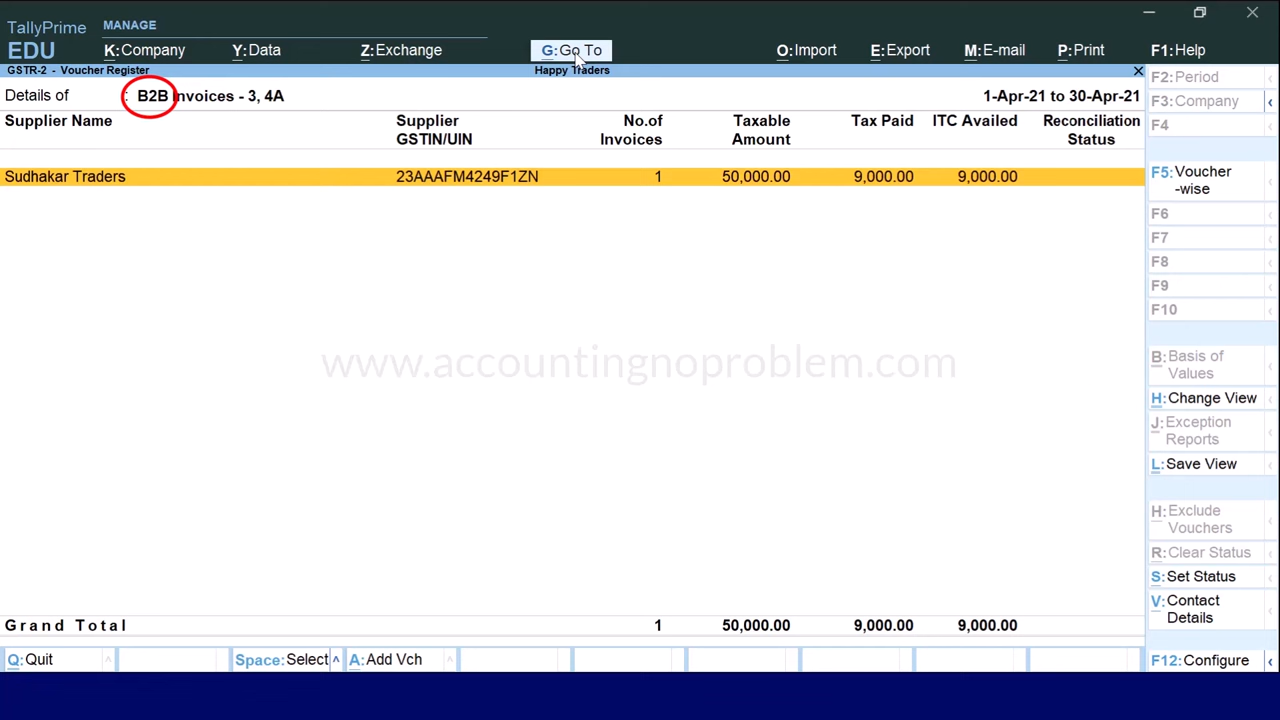 TallyPrime
EDU
MANAGE
K:Company
Y:Data
Z:Exchange
G:Go To
O:Import
E:Export
M:E-mail
P:Print
F1:Help
GSTR-2 - Voucher Register
Happy Traders
Details of : B2B Invoices - 3, 4A
1-Apr-21 to 30-Apr-21
Supplier Name
Supplier
GSTIN/UIN
No.of
Invoices
Taxable
Amount
Tax Paid
ITC Availed
Reconciliation
Status
Sudhakar Traders 23AAAFM4249F1ZN 1 50,000.00 9,000.00 9,000.00
www.accountingnoproblem.com
Grand Total 1 50,000.00 9,000.00 9,000.00
Q:Quit
Space:Select
A:Add Vch
F2:Period
F3:Company
F4
F5:Voucher
-wise
F6
F7
F8
F9
F10
B:Basis of
Values
H:Change View
J:Exception
Reports
L:Save View
H:Exclude
Vouchers
R:Clear Status
S:Set Status
V:Contact
Details
F12:Configure